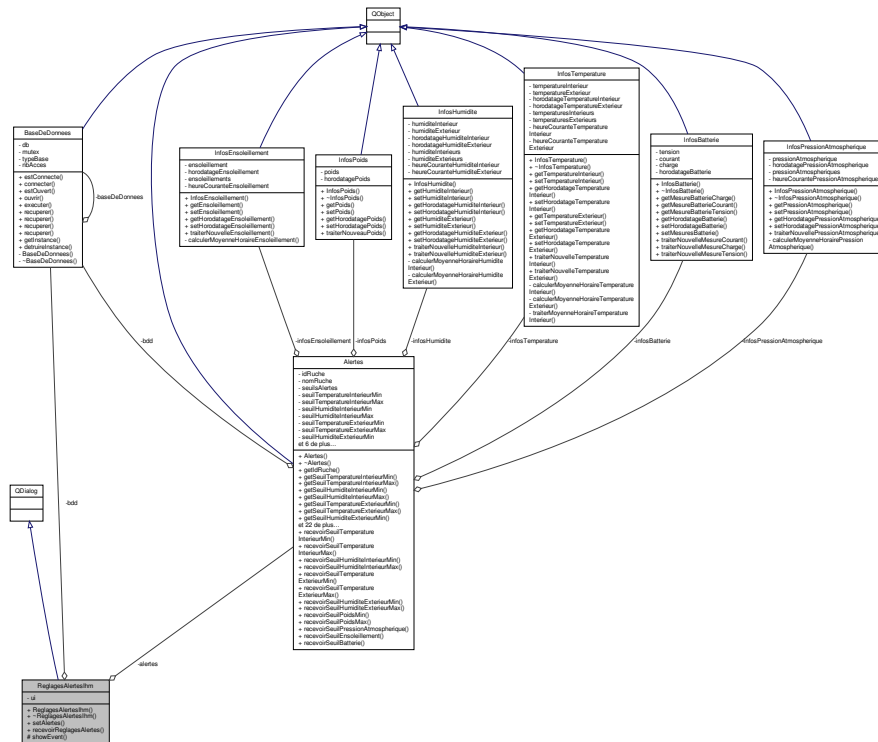 QObject
BaseDeDonnees
- db
- mutex
- typeBase
- nbAcces
+ estConnecte()
+ connecter()
+ estOuvert()
+ ouvrir()
+ executer()
+ recuperer()
+ recuperer()
+ recuperer()
+ recuperer()
+ getInstance()
+ detruireInstance()
- BaseDeDonnees()
- ~BaseDeDonnees()
-baseDeDonnees
InfosEnsoleillement
- ensoleillement
- horodatageEnsoleillement
- ensoleillements
- heureCouranteEnsoleillement
+ InfosEnsoleillement()
+ getEnsoleillement()
+ setEnsoleillement()
+ getHorodatageEnsoleillement()
+ setHorodatageEnsoleillement()
+ traiterNouvelleEnsoleillement()
- calculerMoyenneHoraireEnsoleillement()
InfosPoids
- poids
- horodatagePoids
+ InfosPoids()
+ ~InfosPoids()
+ getPoids()
+ setPoids()
+ getHorodatagePoids()
+ setHorodatagePoids()
+ traiterNouveauPoids()
InfosHumidite
- humiditeInterieur
- humiditeExterieur
- horodatageHumiditeInterieur
- horodatageHumiditeExterieur
- humiditeInterieurs
- humiditeExterieurs
- heureCouranteHumiditeInterieur
- heureCouranteHumiditeExterieur
+ InfosHumidite()
+ getHumiditeInterieur()
+ setHumiditeInterieur()
+ getHorodatageHumiditeInterieur()
+ setHorodatageHumiditeInterieur()
+ getHumiditeExterieur()
+ setHumiditeExterieur()
+ getHorodatageHumiditeExterieur()
+ setHorodatageHumiditeExterieur()
+ traiterNouvelleHumiditeInterieur()
+ traiterNouvelleHumiditeExterieur()
- calculerMoyenneHoraireHumidite
Interieur()
- calculerMoyenneHoraireHumidite
Exterieur()
InfosTemperature
- temperatureInterieur
- temperatureExterieur
- horodatageTemperatureInterieur
- horodatageTemperatureExterieur
- temperaturesInterieurs
- temperaturesExterieurs
- heureCouranteTemperature
Interieur
- heureCouranteTemperature
Exterieur
+ InfosTemperature()
+ ~InfosTemperature()
+ getTemperatureInterieur()
+ setTemperatureInterieur()
+ getHorodatageTemperature
Interieur()
+ setHorodatageTemperature
Interieur()
+ getTemperatureExterieur()
+ setTemperatureExterieur()
+ getHorodatageTemperature
Exterieur()
+ setHorodatageTemperature
Exterieur()
+ traiterNouvelleTemperature
Interieur()
+ traiterNouvelleTemperature
Exterieur()
- calculerMoyenneHoraireTemperature
Interieur()
- calculerMoyenneHoraireTemperature
Exterieur()
- traiterMoyenneHoraireTemperature
Interieur()
InfosBatterie
- tension
- courant
- charge
- horodatageBatterie
+ InfosBatterie()
+ ~InfosBatterie()
+ getMesureBatterieCharge()
+ getMesureBatterieCourant()
+ getMesureBatterieTension()
+ getHorodatageBatterie()
+ setHorodatageBatterie()
+ setMesuresBatterie()
+ traiterNouvelleMesureCourant()
+ traiterNouvelleMesureCharge()
+ traiterNouvelleMesureTension()
InfosPressionAtmospherique
- pressionAtmospherique
- horodatagePressionAtmospherique
- pressionAtmospheriques
- heureCourantePressionAtmospherique
+ InfosPressionAtmospherique()
+ ~InfosPressionAtmospherique()
+ getPressionAtmospherique()
+ setPressionAtmospherique()
+ getHorodatagePressionAtmospherique()
+ setHorodatagePressionAtmospherique()
+ traiterPressionAtmospherique()
- calculerMoyenneHorairePression
Atmospherique()
-bdd
-infosEnsoleillement
-infosPoids
-infosHumidite
-infosTemperature
-infosBatterie
-infosPressionAtmospherique
Alertes
- idRuche
- nomRuche
- seuilsAlertes
- seuilTemperatureInterieurMin
- seuilTemperatureInterieurMax
- seuilHumiditeInterieurMin
- seuilHumiditeInterieurMax
- seuilTemperatureExterieurMin
- seuilTemperatureExterieurMax
- seuilHumiditeExterieurMin
et 6 de plus...
+ Alertes()
+ ~Alertes()
+ getIdRuche()
+ getSeuilTemperatureInterieurMin()
+ getSeuilTemperatureInterieurMax()
+ getSeuilHumiditeInterieurMin()
+ getSeuilHumiditeInterieurMax()
+ getSeuilTemperatureExterieurMin()
+ getSeuilTemperatureExterieurMax()
+ getSeuilHumiditeExterieurMin()
et 22 de plus...
+ recevoirSeuilTemperature
InterieurMin()
+ recevoirSeuilTemperature
InterieurMax()
+ recevoirSeuilHumiditeInterieurMin()
+ recevoirSeuilHumiditeInterieurMax()
+ recevoirSeuilTemperature
ExterieurMin()
+ recevoirSeuilTemperature
ExterieurMax()
+ recevoirSeuilHumiditeExterieurMin()
+ recevoirSeuilHumiditeExterieurMax()
+ recevoirSeuilPoidsMin()
+ recevoirSeuilPoidsMax()
+ recevoirSeuilPressionAtmospherique()
+ recevoirSeuilEnsoleillement()
+ recevoirSeuilBatterie()
QDialog
-bdd
-alertes
ReglagesAlertesIhm
- ui
+ ReglagesAlertesIhm()
+ ~ReglagesAlertesIhm()
+ setAlertes()
+ recevoirReglagesAlertes()
# showEvent()